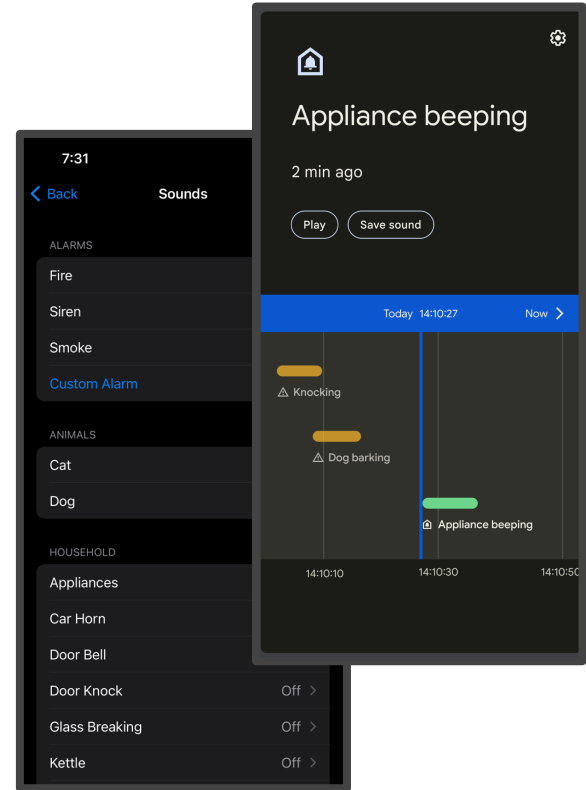 7:31
Back Sounds
ALARMS
Fire
Siren
Smoke
Custom Alarm
ANIMALS
Cat
Dog
HOUSEHOLD
Appliances
Car Horn
Door Bell
Door Knock Off
Glass Breaking Off
Kettle Off
Appliance beeping
2 min ago
Play Save sound
Today 14:10:27 Now
Knocking
Dog barking
Appliance beeping
14:10:10 14:10:30 14:10:50